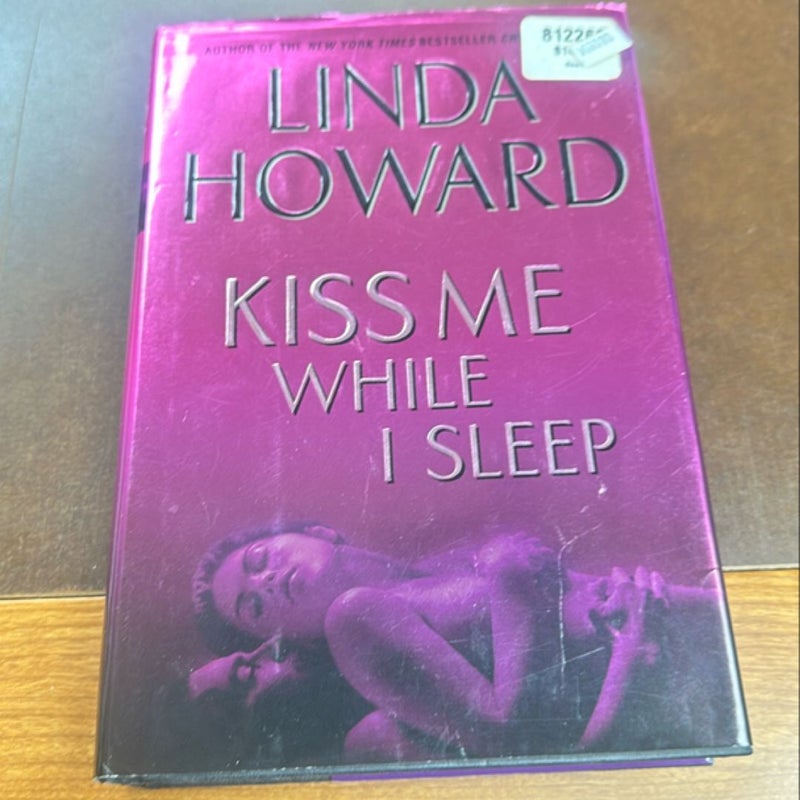 AUTHOR OF THE NEW YORK TIMES BESTSELLER
LINDA
HOWARD
KISS ME
WHILE
I SLEEP